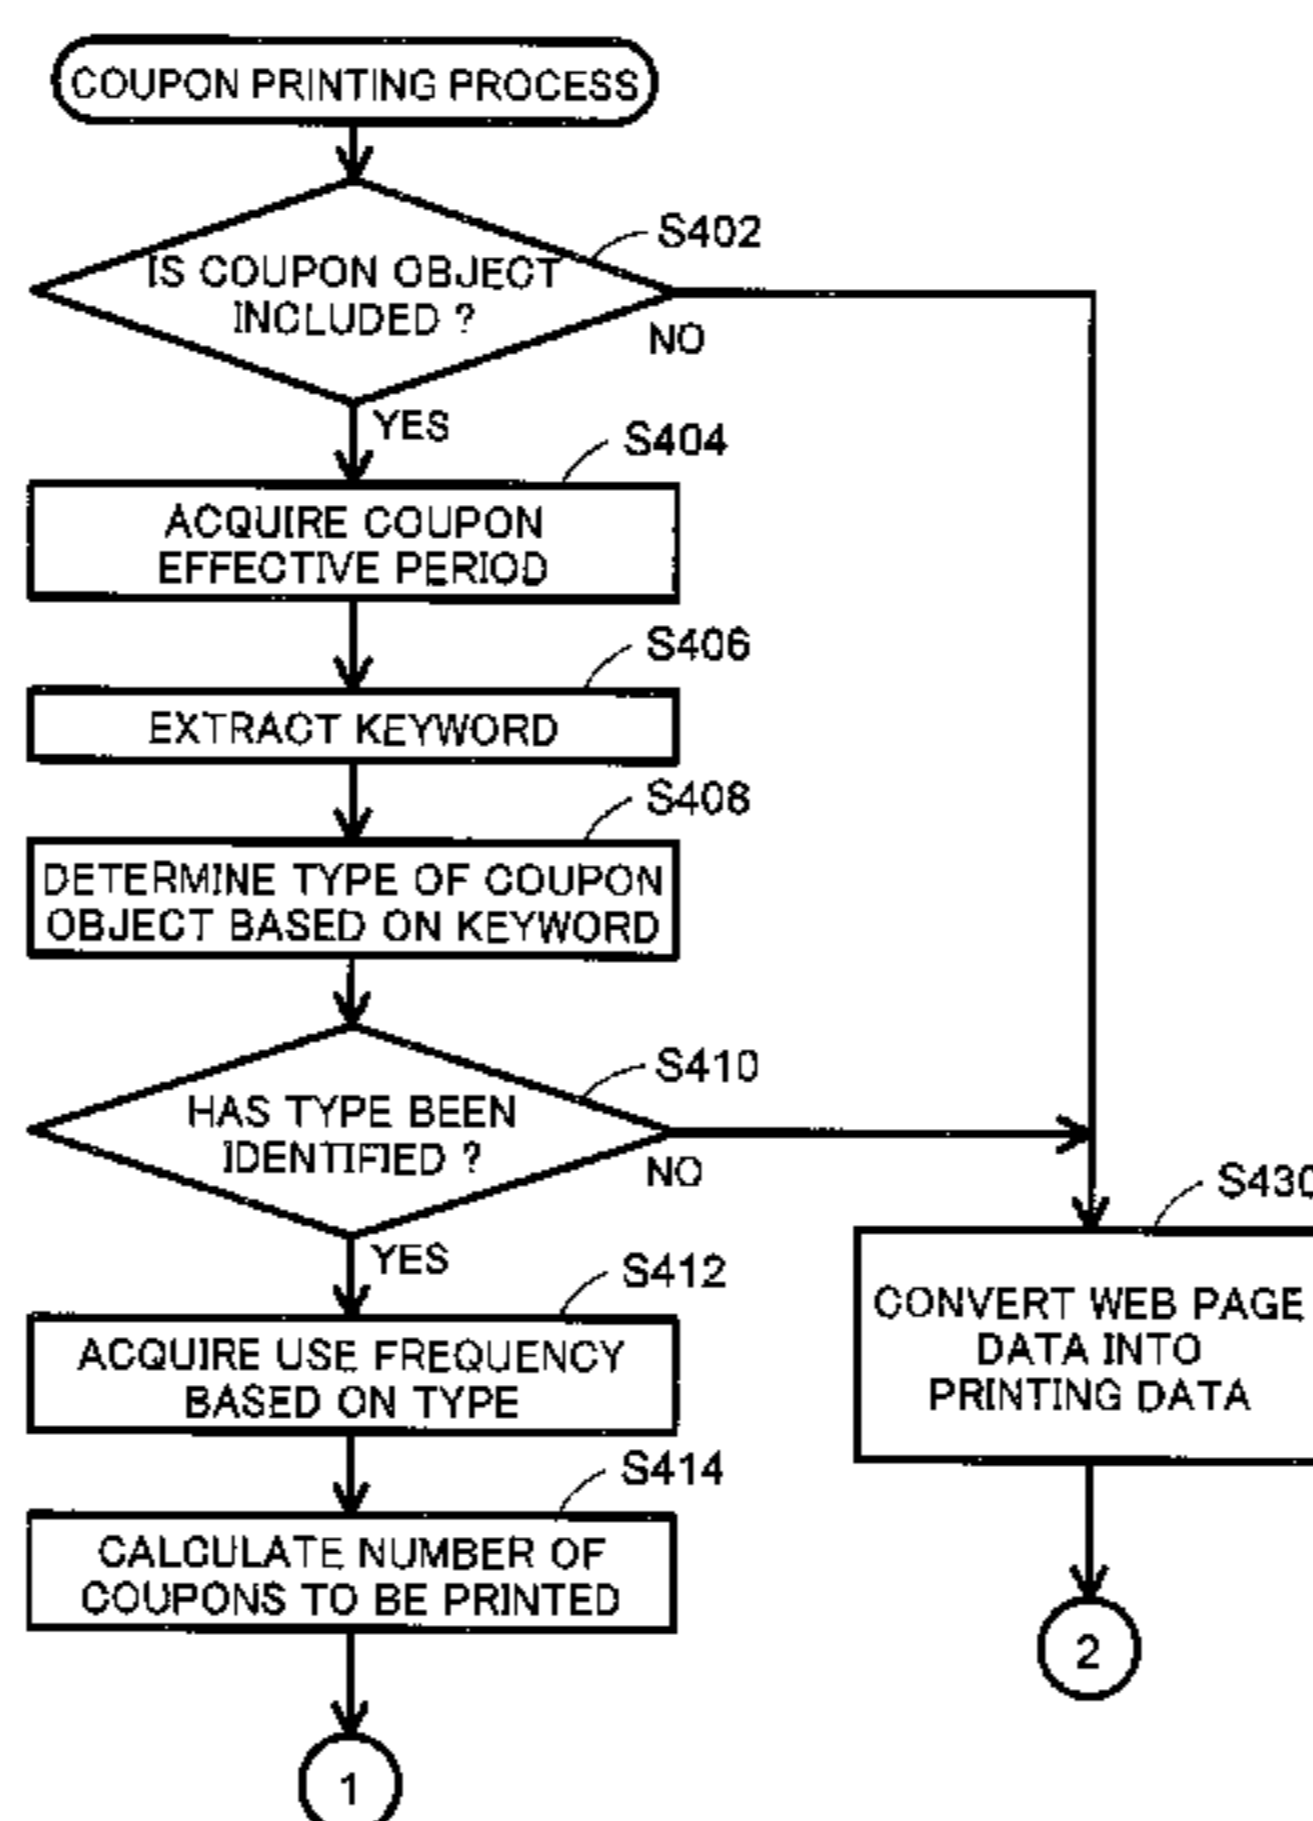 COUPON PRINTING PROCESS
S402
IS COUPON OBJECT
INCLUDED ?
NO
YES
S404
ACQUIRE COUPON
EFFECTIVE PERIOD
S406
EXTRACT KEYWORD
S408
DETERMINE TYPE OF COUPON
OBJECT BASED ON KEYWORD
S410
HAS TYPE BEEN
IDENTIFIED ?
NO
YES
S430
CONVERT WEB PAGE
DATA INTO
PRINTING DATA
S412
ACQUIRE USE FREQUENCY
BASED ON TYPE
S414
CALCULATE NUMBER OF
COUPONS TO BE PRINTED
2
1